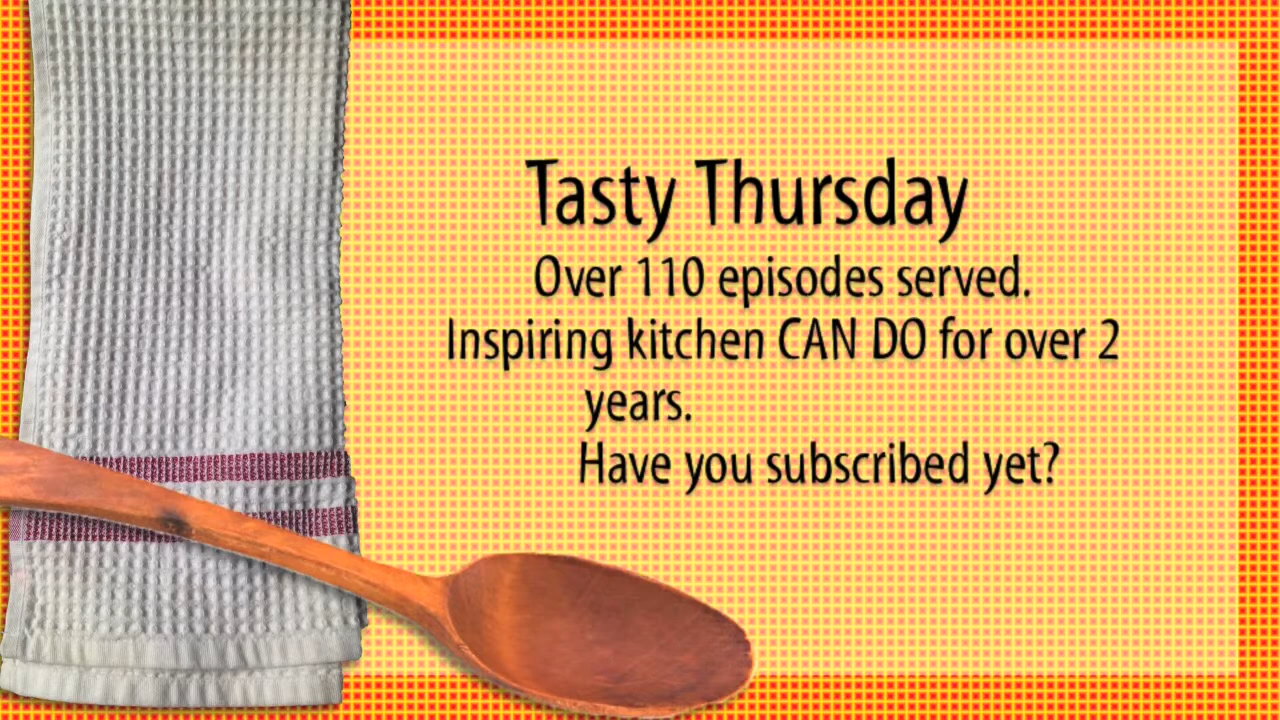 Tasty Thursday
Over 110 episodes served.
Inspiring kitchen CAN DO for over 2
years.
Have you subscribed yet?